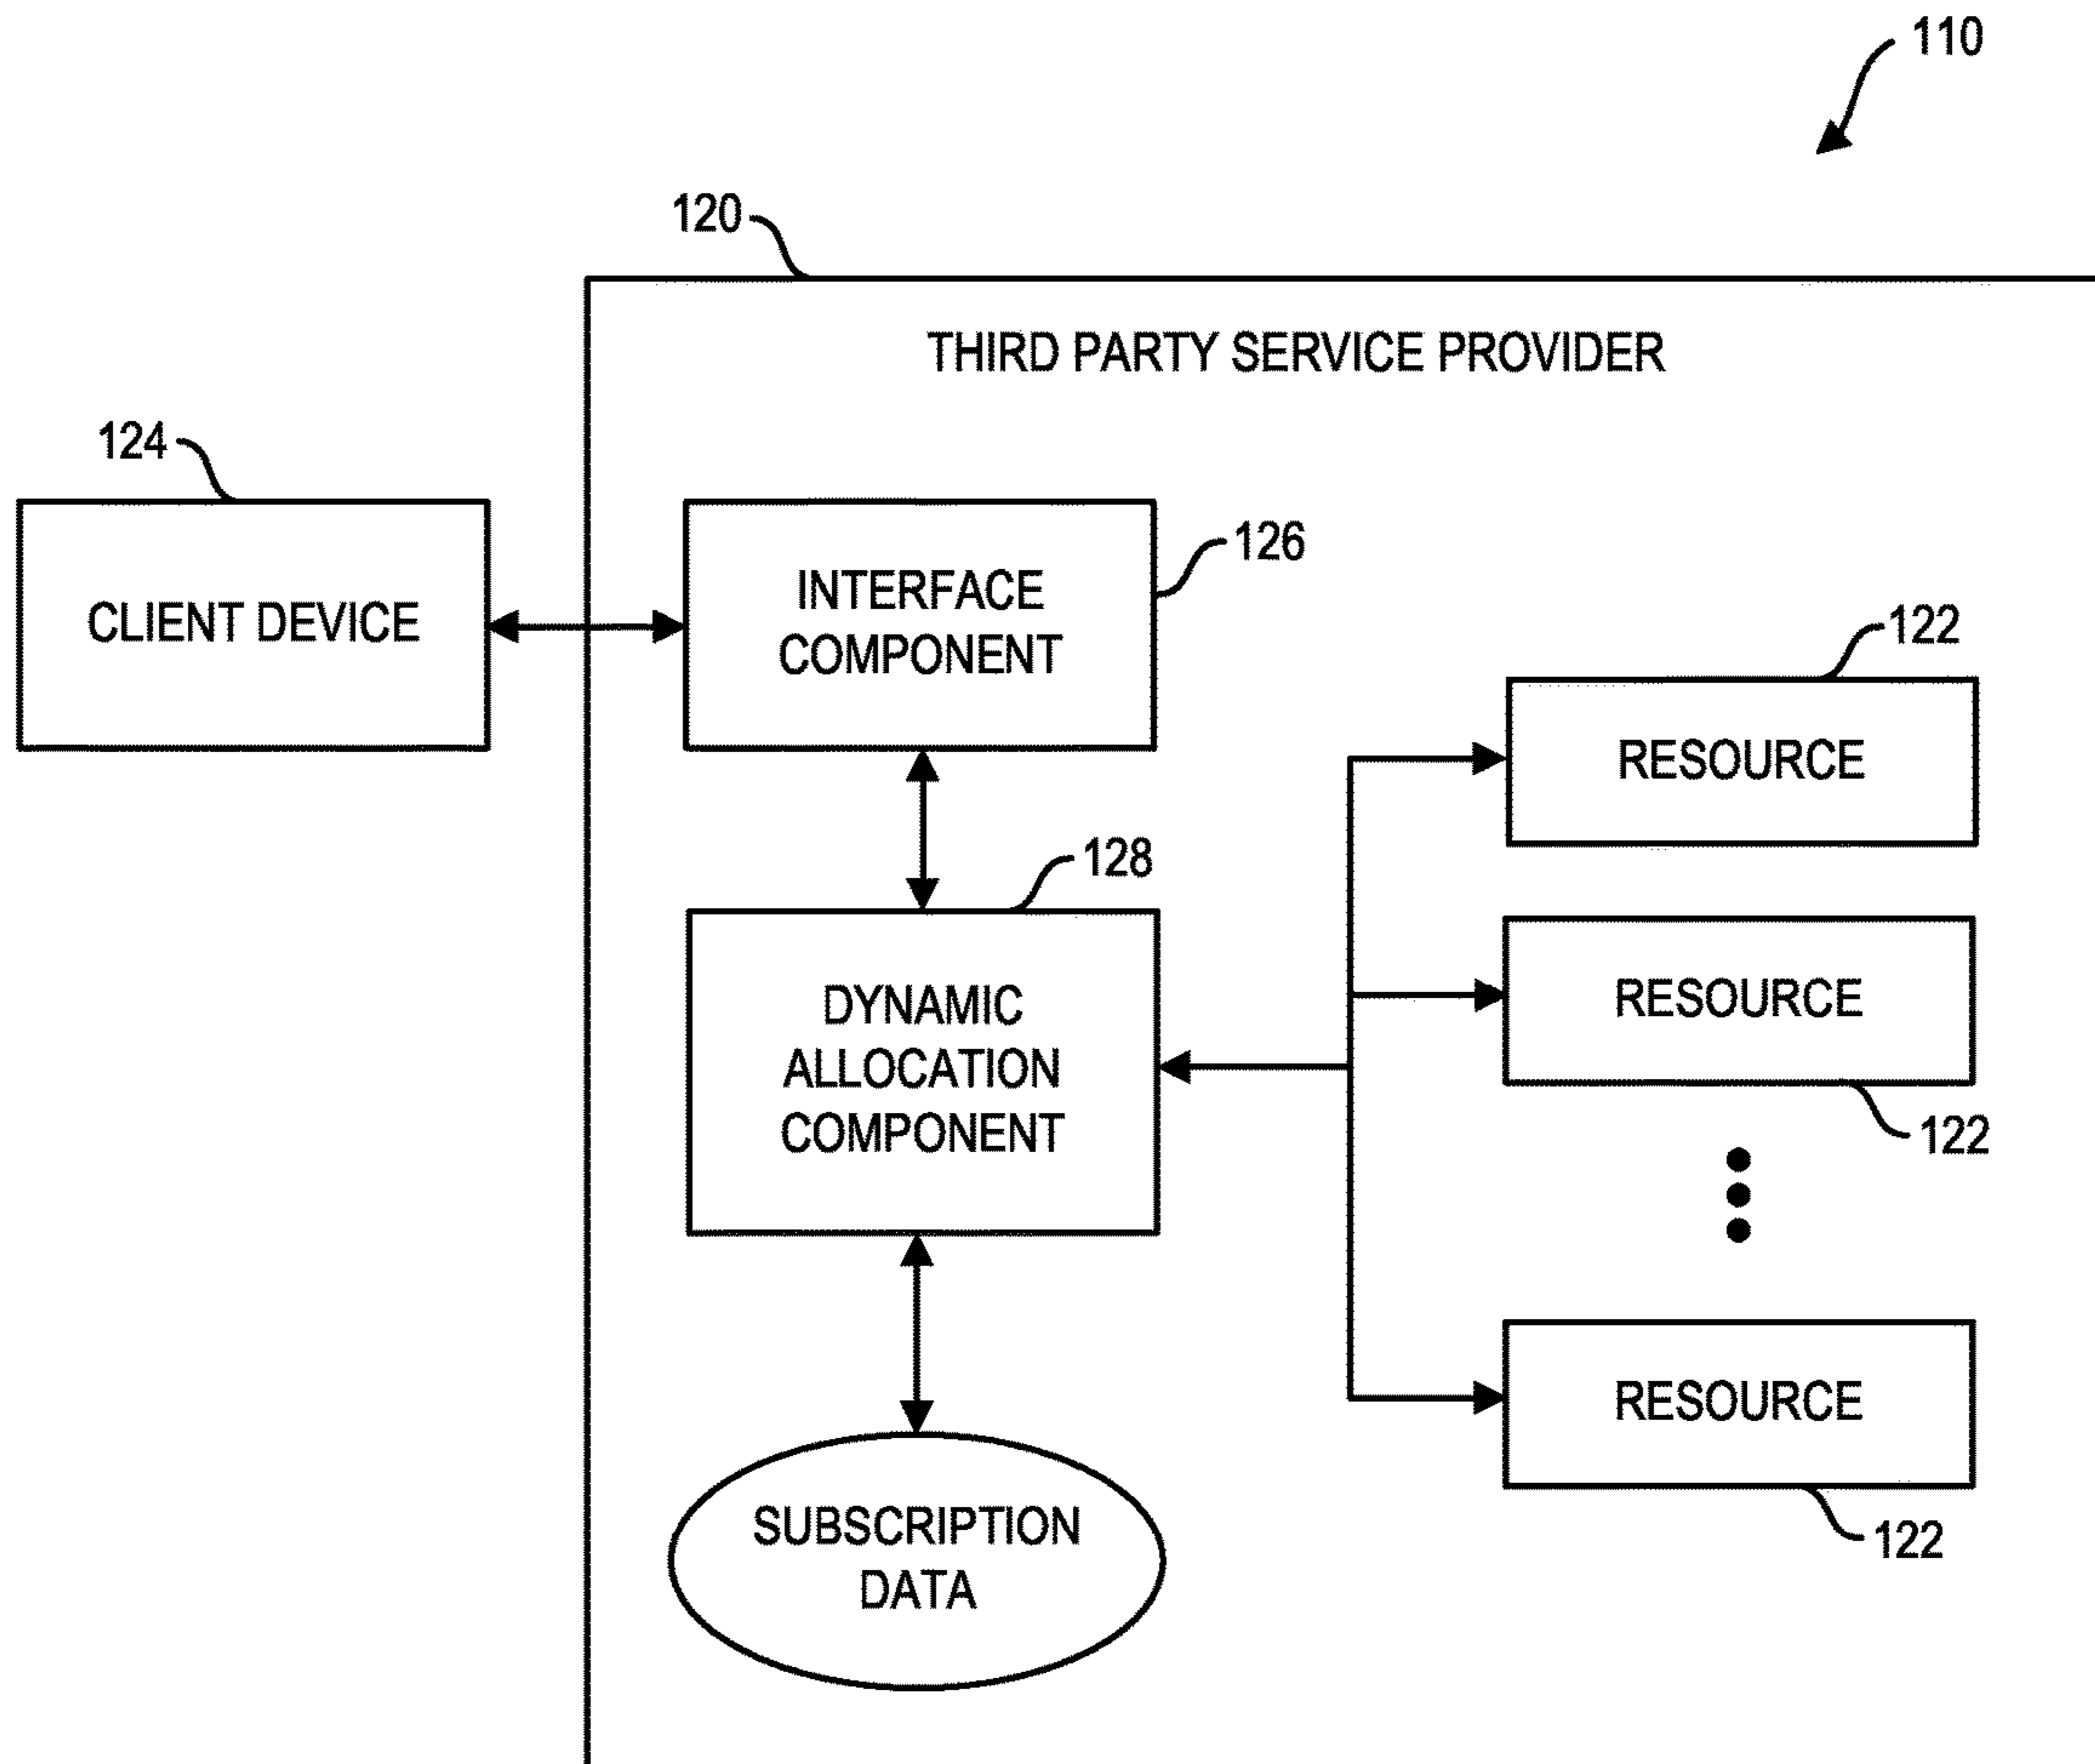 110
120
THIRD PARTY SERVICE PROVIDER
124
CLIENT DEVICE
INTERFACE
COMPONENT
126
122
RESOURCE
128
DYNAMIC
ALLOCATION
COMPONENT
RESOURCE
122
RESOURCE
122
SUBSCRIPTION
DATA